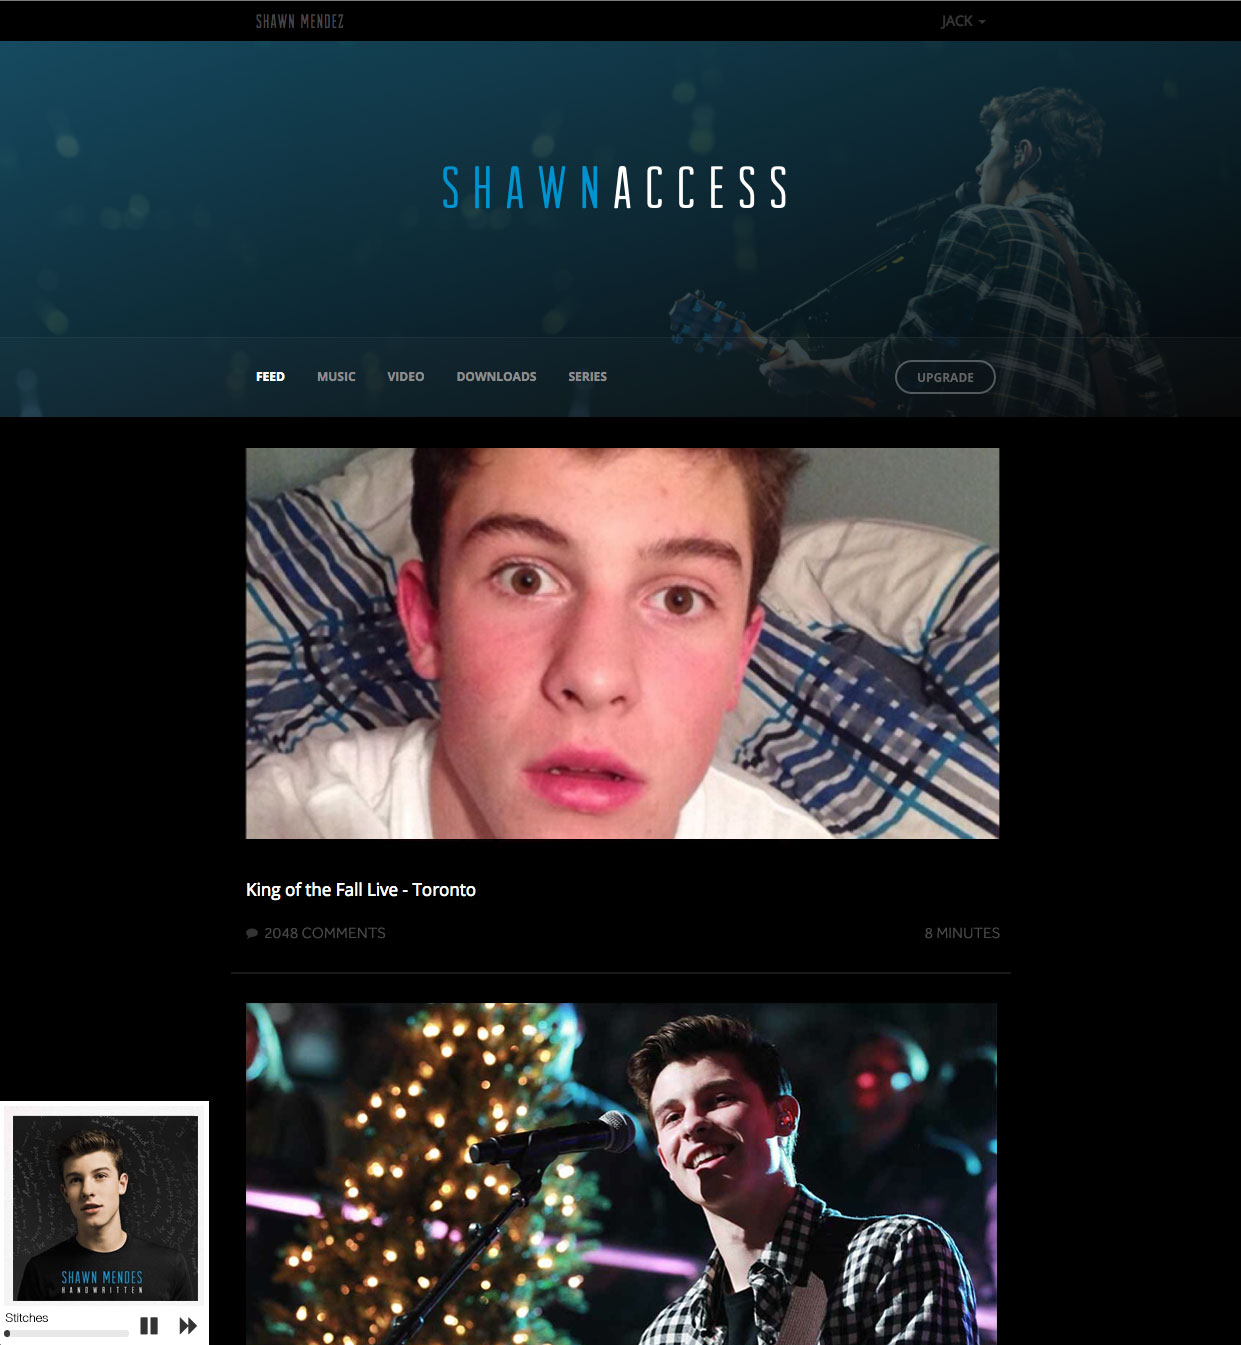 SHAWN MENDEZ
JACK
SHAWNACCESS
FEED MUSIC VIDEO DOWNLOADS SERIES UPGRADE
King of the Fall Live - Toronto
2048 COMMENTS
8 MINUTES
SHAWN MENDES
HANDWRITTEN
Stitches